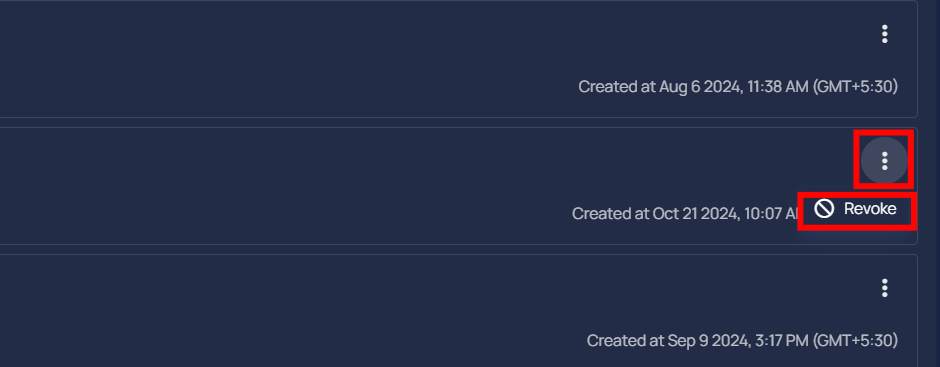 Created at Aug 6 2024, 11:38 AM (GMT+5:30)
Created at Oct 21 2024, 10:07
Revoke
Created at Sep 9 2024, 3:17 PM (GMT+5:30)